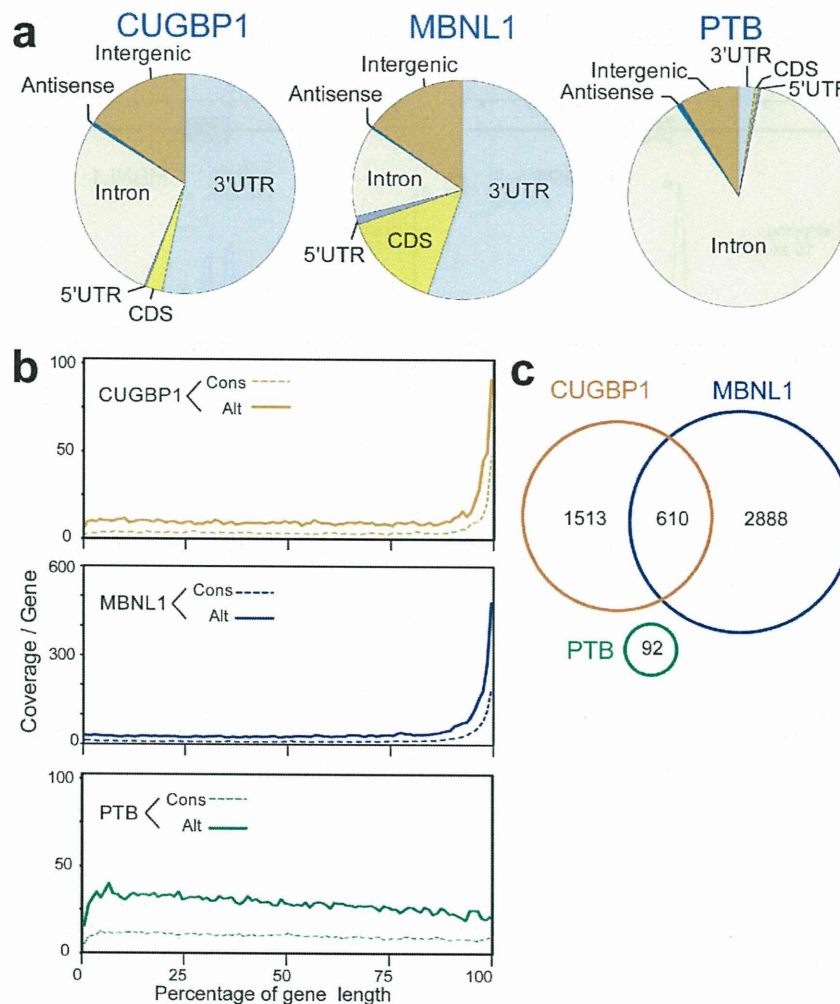 a
CUGBP1
MBNL1
PTB
Intergenic
Antisense
Intron
3'UTR
5'UTR
CDS
Intergenic
Antisense
Intron
3'UTR
5'UTR
CDS
3'UTR
CDS
5'UTR
Intergenic
Antisense
Intron
b
100
50
0
CUGBP1
Cons
Alt
600
300
0
MBNL1
Cons
Alt
100
50
0
PTB
Cons
Alt
Coverage / Gene
0 25 50 75 100
Percentage of gene length
c
CUGBP1
MBNL1
1513
610
2888
PTB
92